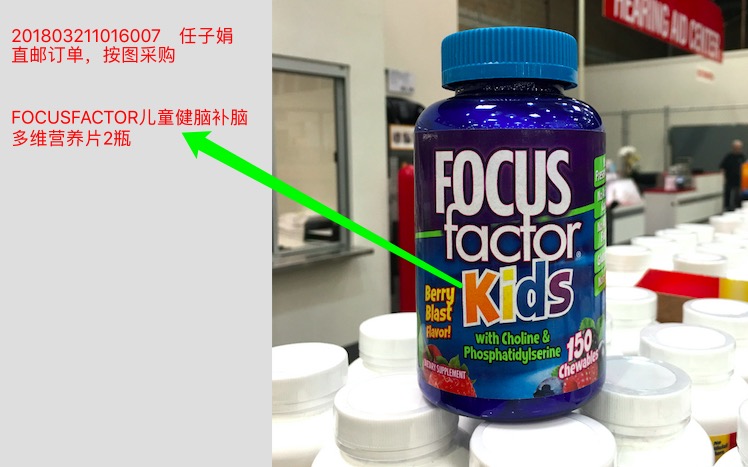 201803211016007 任子娟
直邮订单，按图采购
FOCUSFACTOR儿童健脑补脑
多维营养片2瓶
HEARING AID CENTER
FOCUS
factor
Kids
Berry
Blast
Flavor!
with Choline &
Phosphatidylserine
150
Chewables
DIETARY SUPPLEMENT